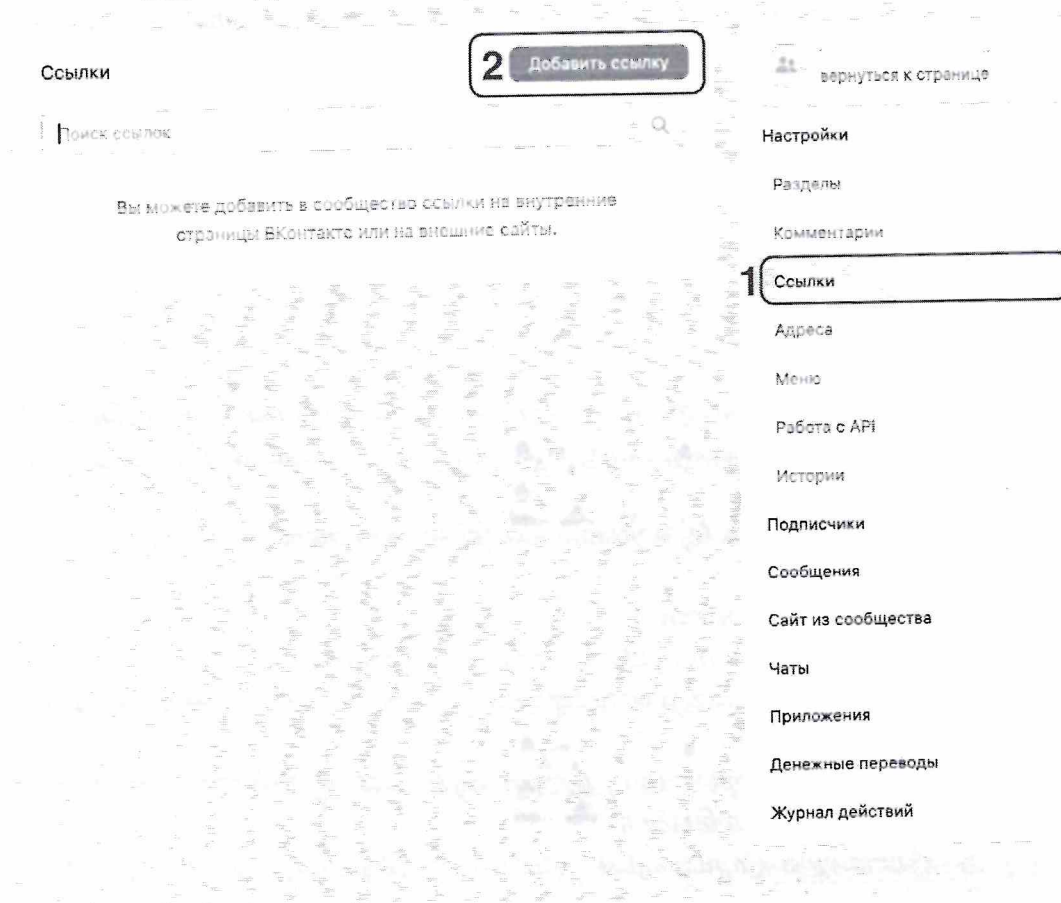 Ссылки
2 Добавить ссылку
Поиск ссылок
Вы можете добавить в сообщество ссылки на внутренние
страницы ВКонтакте или на внешние сайты.
вернуться к странице
Настройки
Разделы
Комментарии
1 Ссылки
Адреса
Меню
Работа с API
Истории
Подписчики
Сообщения
Сайт из сообщества
Чаты
Приложения
Денежные переводы
Журнал действий